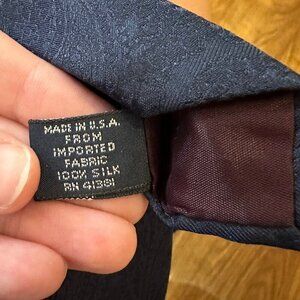 MADE IN U.S.A.
FROM
IMPORTED
FABRIC
100% SILK
RN 41381